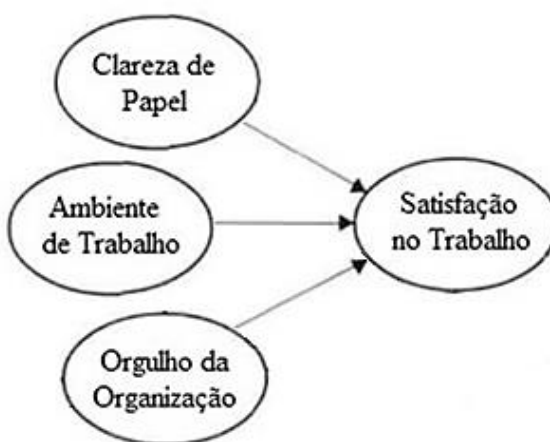 Clareza de
Papel
Ambiente
de Trabalho
Satisfação
no Trabalho
Orgulho da
Organização